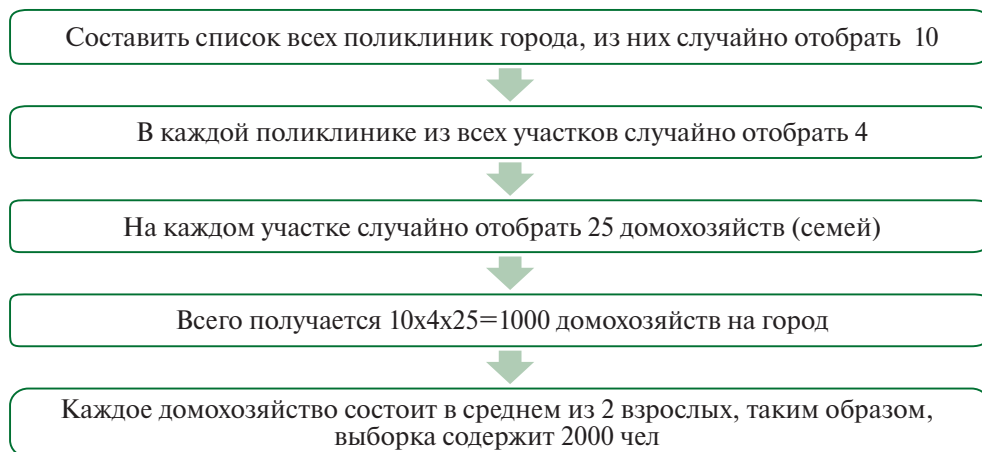 Составить список всех поликлиник города, из них случайно отобрать 10
В каждой поликлинике из всех участков случайно отобрать 4
На каждом участке случайно отобрать 25 домохозяйств (семей)
Всего получается 10х4х25=1000 домохозяйств на город
Каждое домохозяйство состоит в среднем из 2 взрослых, таким образом,
выборка содержит 2000 чел